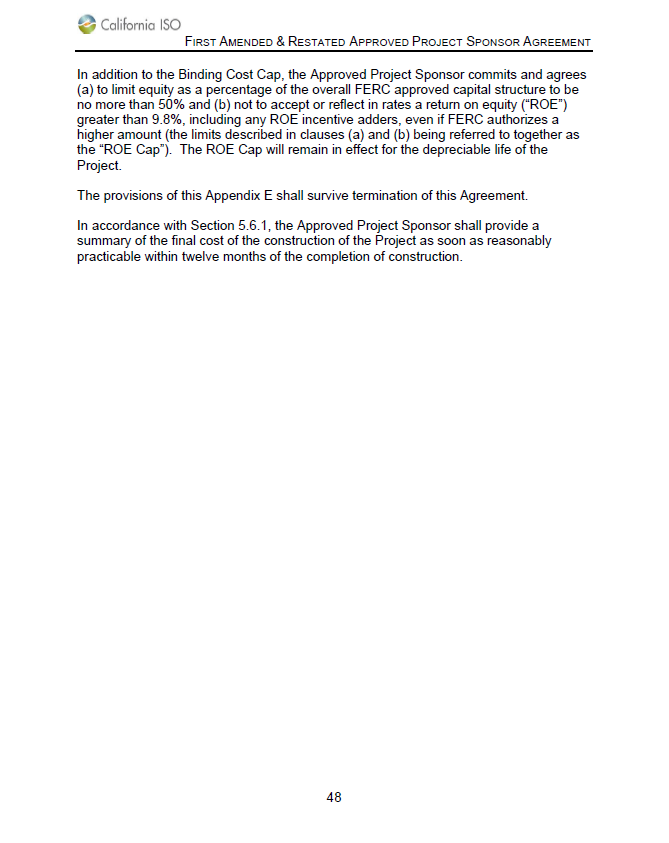 California ISO
FIRST AMENDED & RESTATED APPROVED PROJECT SPONSOR AGREEMENT
In addition to the Binding Cost Cap, the Approved Project Sponsor commits and agrees
(a) to limit equity as a percentage of the overall FERC approved capital structure to be
no more than 50% and (b) not to accept or reflect in rates a return on equity (“ROE”)
greater than 9.8%, including any ROE incentive adders, even if FERC authorizes a
higher amount (the limits described in clauses (a) and (b) being referred to together as
the “ROE Cap”).  The ROE Cap will remain in effect for the depreciable life of the
Project.
The provisions of this Appendix E shall survive termination of this Agreement.
In accordance with Section 5.6.1, the Approved Project Sponsor shall provide a
summary of the final cost of the construction of the Project as soon as reasonably
practicable within twelve months of the completion of construction.
48